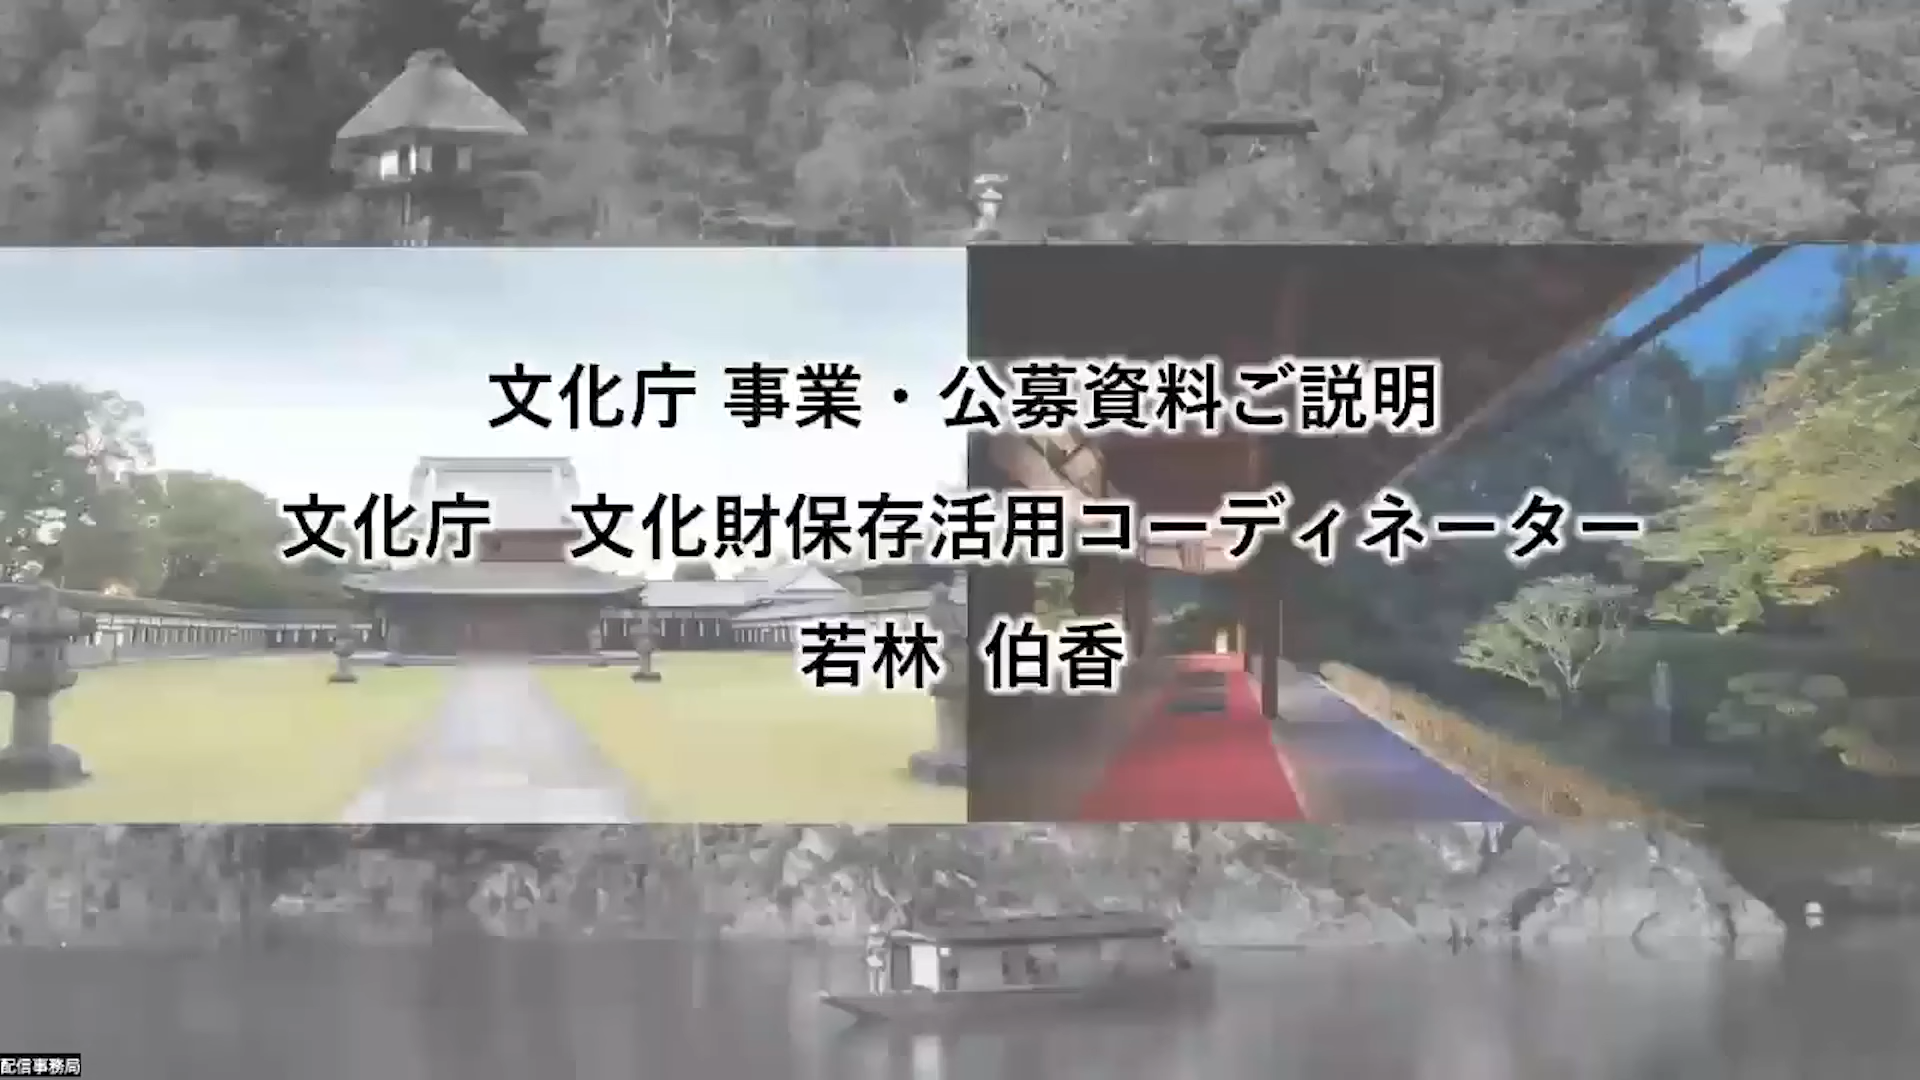 文化庁 事業・公募資料ご説明
文化庁　文化財保存活用コーディネーター
若林 伯香
配信事務局